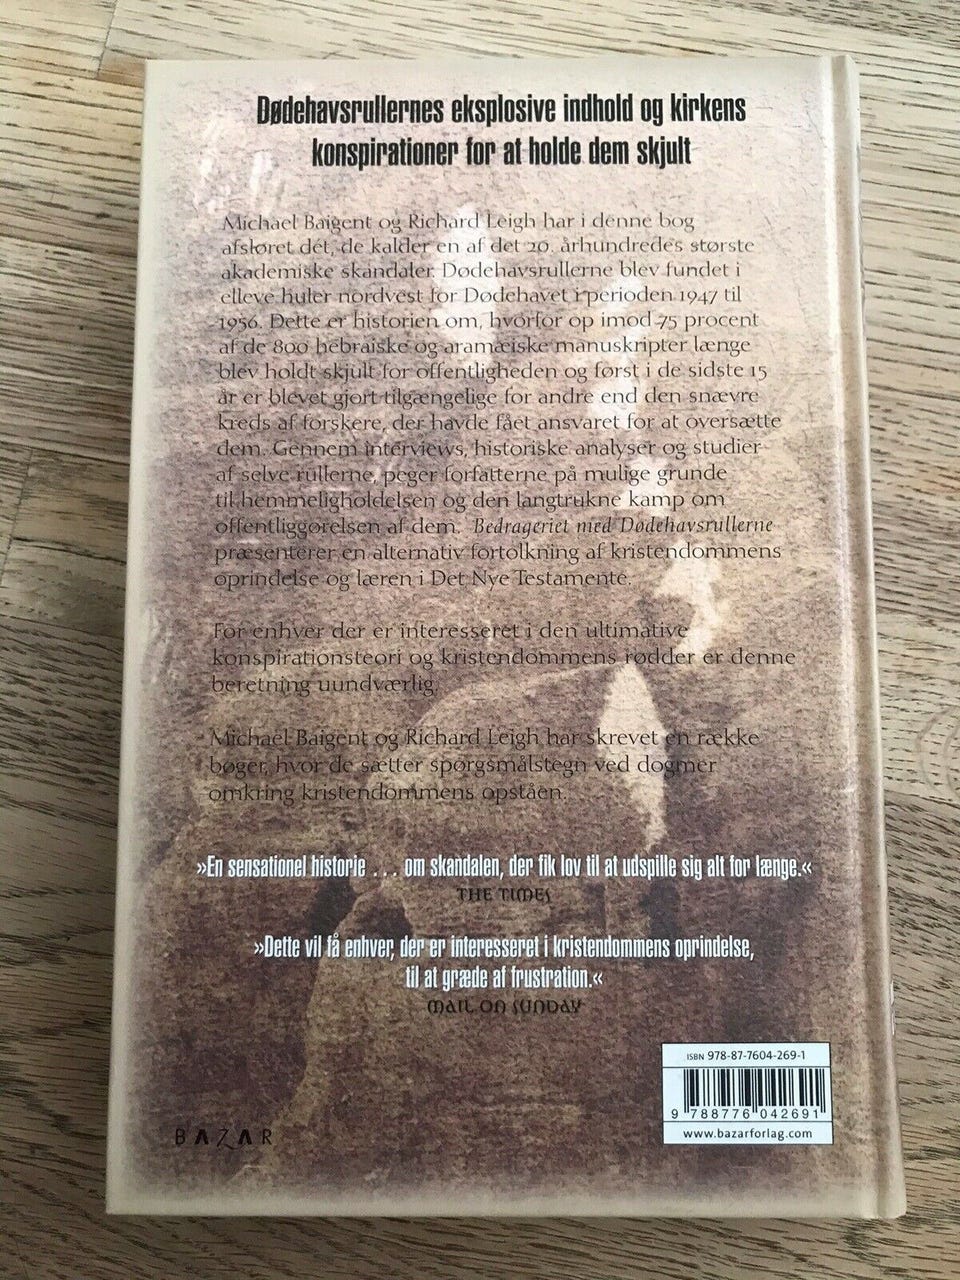 Dødehavsrullernes eksplosive indhold og kirkens
konspirationer for at holde dem skjult
Michael Baigent og Richard Leigh har i denne bog
afsløret dét, de kalder en af det 20. århundredes største
akademiske skandaler. Dødehavsrullerne blev fundet i
elleve huler nordvest for Dødehavet i perioden 1947 til
1956. Dette er historien om, hvorfor op imod 75 procent
af de 800 hebraiske og aramæiske manuskripter længe
blev holdt skjult for offentligheden og først i de sidste 15
år er blevet gjort tilgængelige for andre end den snævre
kreds af forskere, der havde fået ansvaret for at oversætte
dem. Gennem interviews, historiske analyser og studier
af selve rullerne, peger forfatterne på mulige grunde
til hemmeligholdelsen og den langtrukne kamp om
offentliggørelsen af dem. Bedrageriet med Dødehavsrullerne
præsenterer en alternativ fortolkning af kristendommens
oprindelse og læren i Det Nye Testamente.
For enhver der er interesseret i den ultimative
konspirationsteori og kristendommens rødder er denne
beretning uundværlig.
Michael Baigent og Richard Leigh har skrevet en række
bøger, hvor de sætter spørgsmålstegn ved dogmer
omkring kristendommens opståen.
»En sensationel historie . . . om skandalen, der fik lov til at udspille sig alt for længe.«
THE TIMES
»Dette vil få enhver, der er interesseret i kristendommens oprindelse,
til at græde af frustration.«
MAIL ON SUNDAY
ISBN 978-87-7604-269-1
9 788776 042691
www.bazarforlag.com
BAZAR